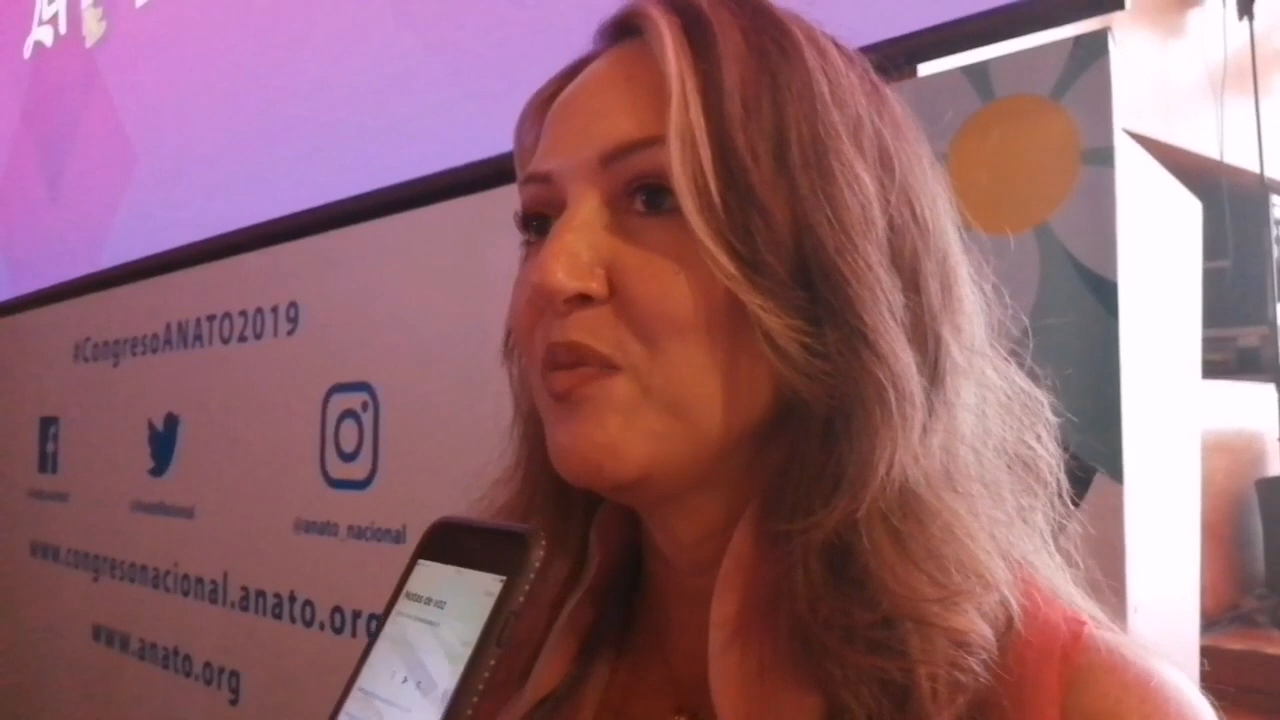 #CongresoANATO2019
@anato_nacional
www.congresonacional.anato.org
www.anato.org
Notas de voz